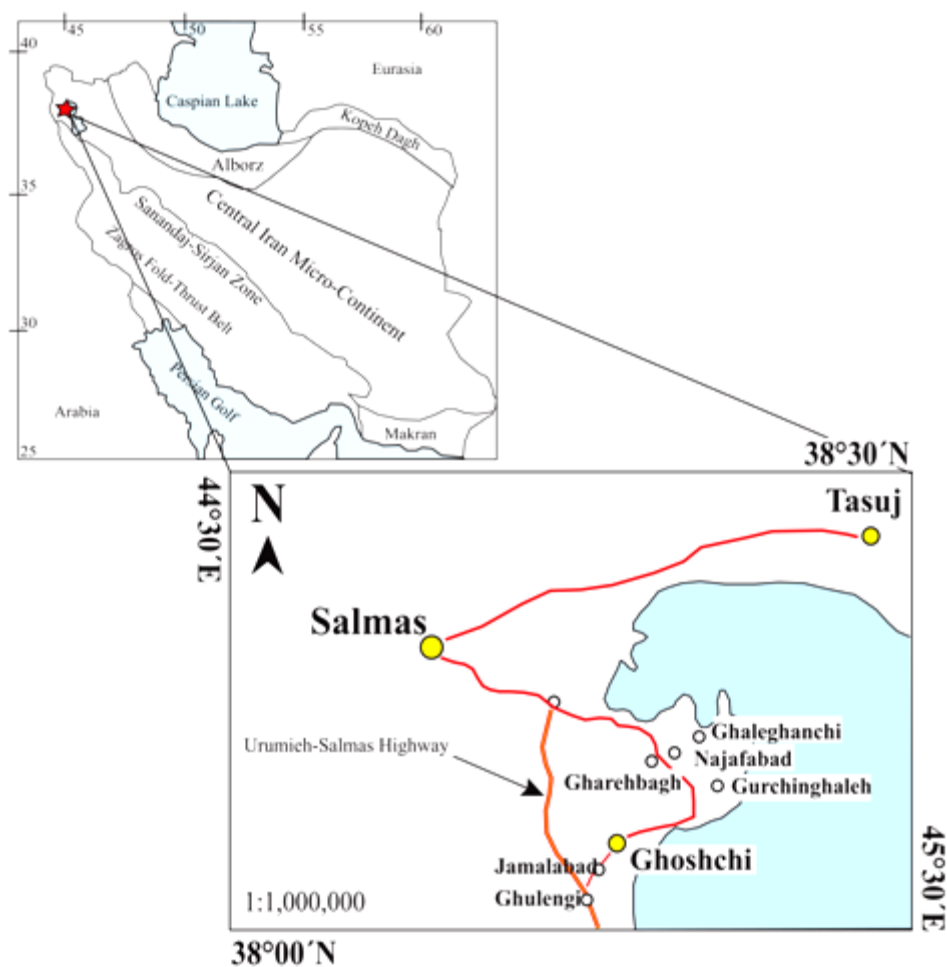 45
50
55
60
40
Eurasia
Caspian Lake
Kopeh Dagh
Alborz
35
Central Iran Micro-Continent
Sanandaj-Sirjan Zone
Zagros Fold-Thrust Belt
30
Persian Golf
Arabia
Makran
25
38°30´N
44°30´E
N
Tasuj
Salmas
Ghaleghanchi
Urumieh-Salmas Highway
Najafabad
Gharehbagh
Gurchinghaleh
Ghoshchi
Jamalabad
Ghulengi
1:1,000,000
45°30´E
38°00´N